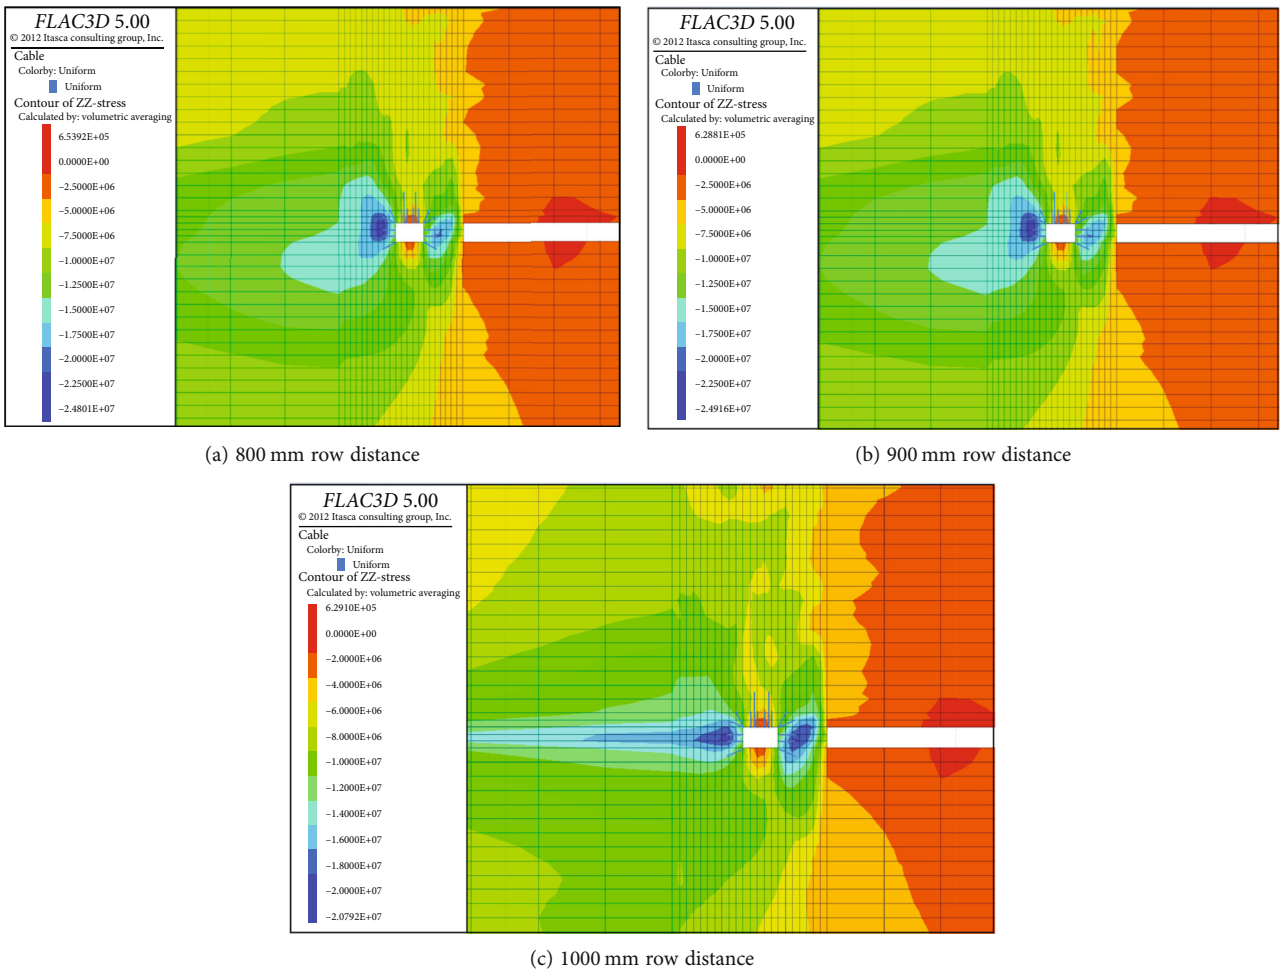 FLAC3D 5.00
© 2012 Itasca consulting group, Inc.
Cable
Colorby: Uniform
Uniform
Contour of ZZ-stress
Calculated by: volumetric averaging
6.5392E+05
0.0000E+00
–2.5000E+06
–5.0000E+06
–7.5000E+06
–1.0000E+07
–1.2500E+07
–1.5000E+07
–1.7500E+07
–2.0000E+07
–2.2500E+07
–2.4801E+07
(a) 800 mm row distance
FLAC3D 5.00
© 2012 Itasca consulting group, Inc.
Cable
Colorby: Uniform
Uniform
Contour of ZZ-stress
Calculated by: volumetric averaging
6.2881E+05
0.0000E+00
–2.5000E+06
–5.0000E+06
–7.5000E+06
–1.0000E+07
–1.2500E+07
–1.5000E+07
–1.7500E+07
–2.0000E+07
–2.2500E+07
–2.4916E+07
(b) 900 mm row distance
FLAC3D 5.00
© 2012 Itasca consulting group, Inc.
Cable
Colorby: Uniform
Uniform
Contour of ZZ-stress
Calculated by: volumetric averaging
6.2910E+05
0.0000E+00
–2.0000E+06
–4.0000E+06
–6.0000E+06
–8.0000E+06
–1.0000E+07
–1.2000E+07
–1.4000E+07
–1.6000E+07
–1.8000E+07
–2.0000E+07
–2.0792E+07
(c) 1000 mm row distance